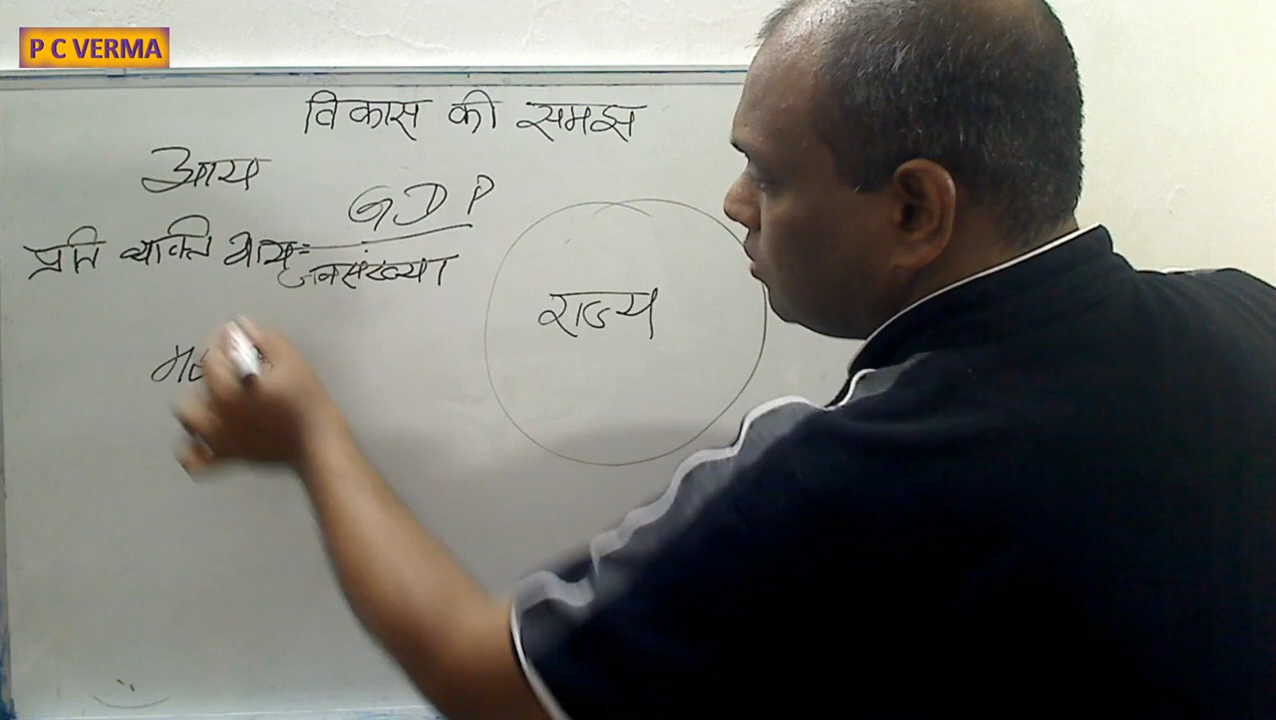 P C VERMA
विकास की समझ
आय
GDP
प्रति व्यक्ति आय =
जनसंख्या
राज्य